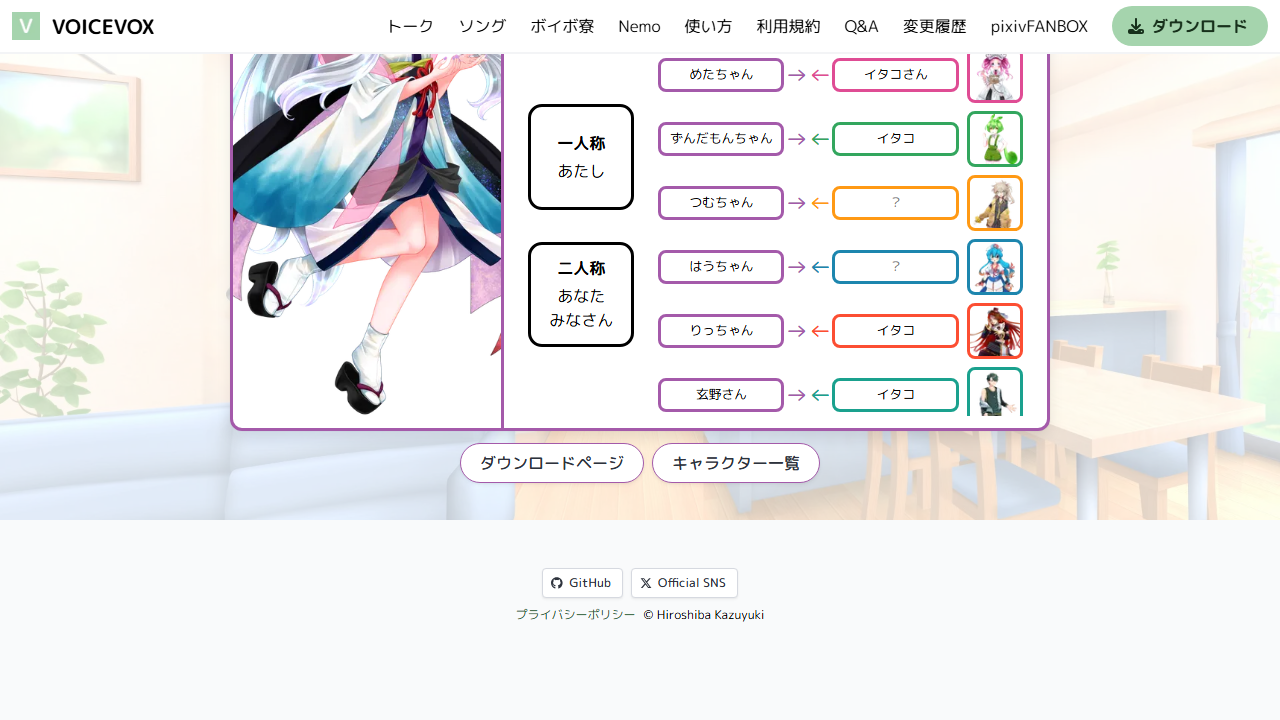 V VOICEVOX トーク ソング ボイボ寮 Nemo 使い方 利用規約 Q&A 変更履歴 pixivFANBOX ダウンロード
一人称
あたし
二人称
あなた
みなさん
めたちゃん → ← イタコさん
ずんだもんちゃん → ← イタコ
つむちゃん → ← ?
はうちゃん → ← ?
りっちゃん → ← イタコ
玄野さん → ← イタコ
ダウンロードページ キャラクター一覧
GitHub Official SNS
プライバシーポリシー © Hiroshiba Kazuyuki